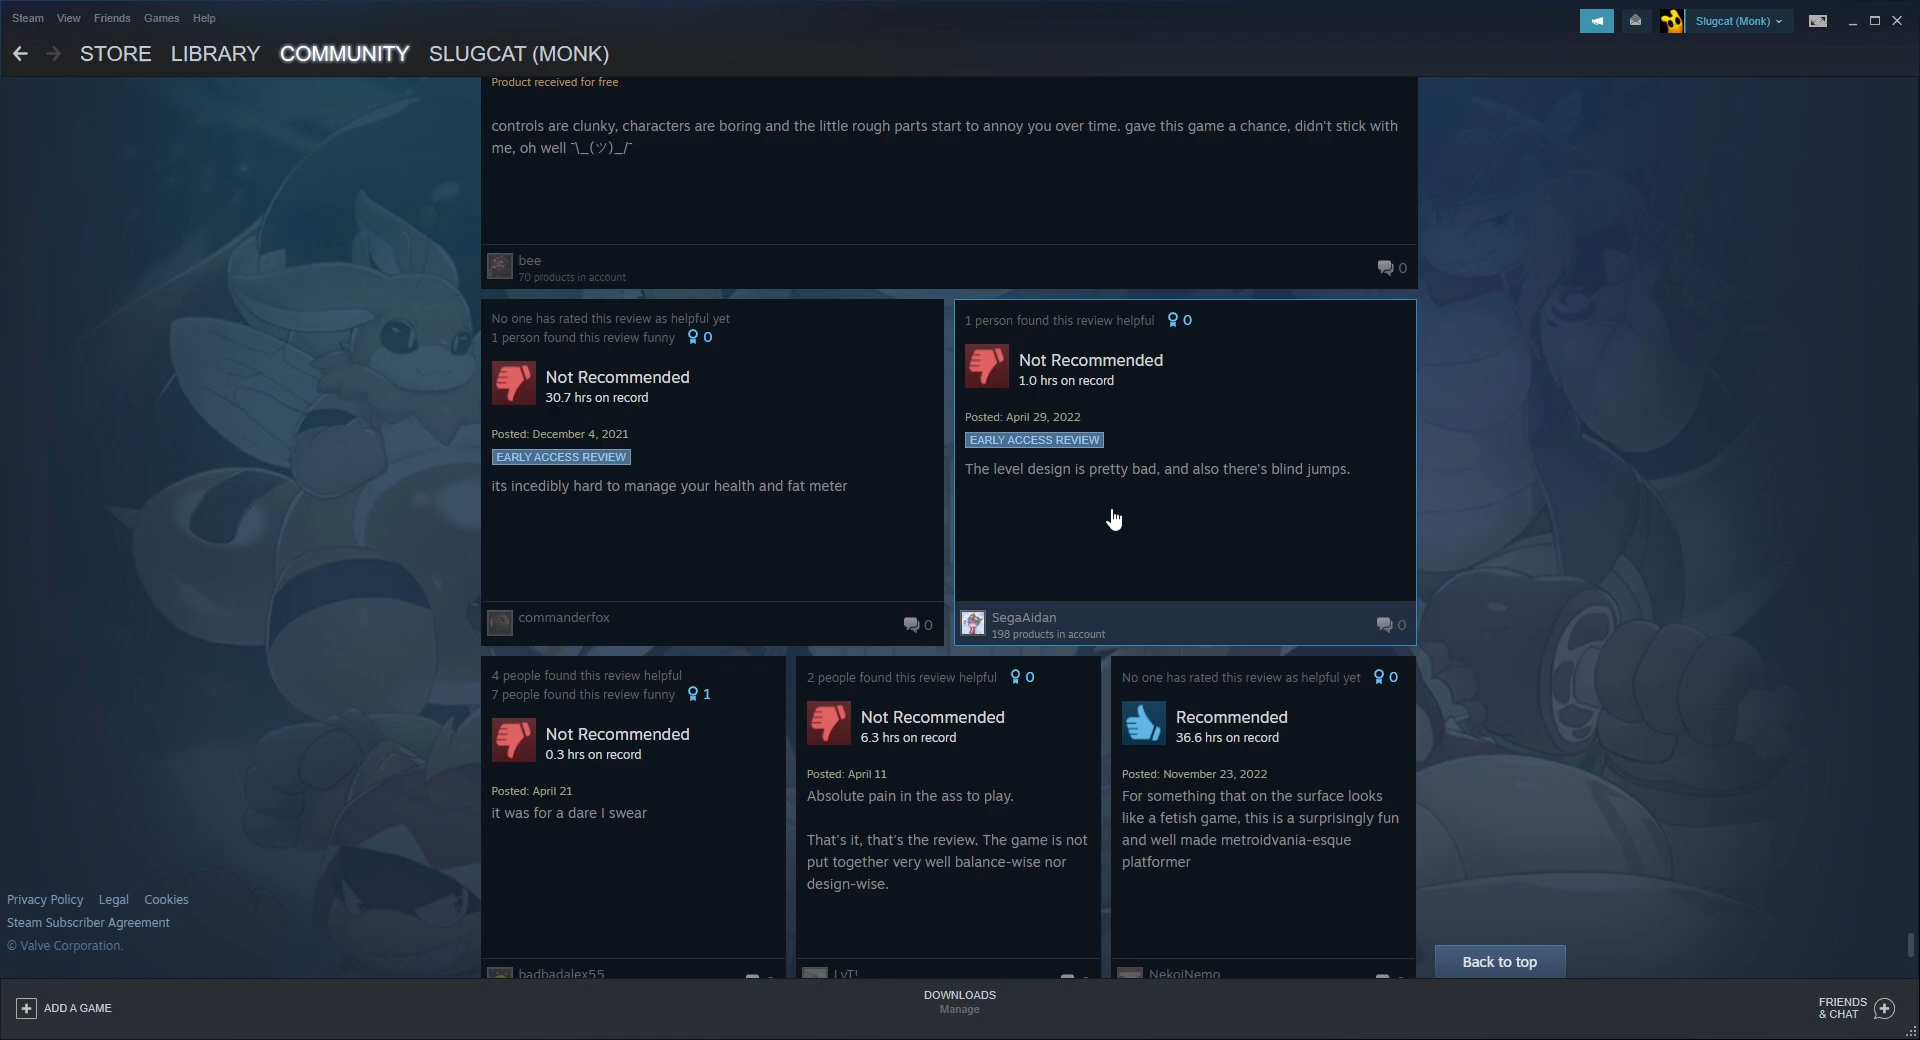 Steam View Friends Games Help
Slugcat (Monk)
STORE LIBRARY COMMUNITY SLUGCAT (MONK)
Product received for free
controls are clunky, characters are boring and the little rough parts start to annoy you over time. gave this game a chance, didn't stick with
me, oh well ¯\_(ツ)_/¯
bee
70 products in account
0
No one has rated this review as helpful yet
1 person found this review funny 0
Not Recommended
30.7 hrs on record
Posted: December 4, 2021
EARLY ACCESS REVIEW
its incedibly hard to manage your health and fat meter
commanderfox
0
1 person found this review helpful 0
Not Recommended
1.0 hrs on record
Posted: April 29, 2022
EARLY ACCESS REVIEW
The level design is pretty bad, and also there's blind jumps.
SegaAidan
198 products in account
0
4 people found this review helpful
7 people found this review funny 1
Not Recommended
0.3 hrs on record
Posted: April 21
it was for a dare I swear
badbadalex55
2 people found this review helpful 0
Not Recommended
6.3 hrs on record
Posted: April 11
Absolute pain in the ass to play.
That's it, that's the review. The game is not
put together very well balance-wise nor
design-wise.
LvT!
No one has rated this review as helpful yet 0
Recommended
36.6 hrs on record
Posted: November 23, 2022
For something that on the surface looks
like a fetish game, this is a surprisingly fun
and well made metroidvania-esque
platformer
NekoiNemo
Privacy Policy Legal Cookies
Steam Subscriber Agreement
© Valve Corporation.
Back to top
ADD A GAME
DOWNLOADS
Manage
FRIENDS
& CHAT